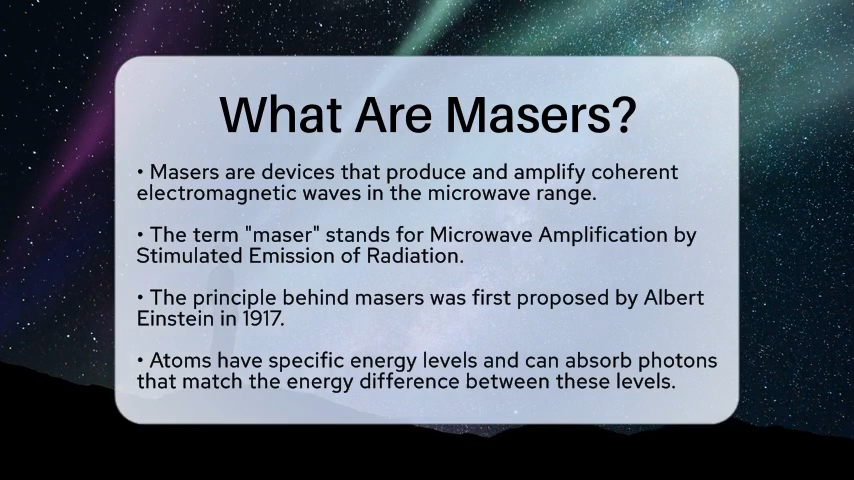 What Are Masers?
• Masers are devices that produce and amplify coherent
electromagnetic waves in the microwave range.
• The term "maser" stands for Microwave Amplification by
Stimulated Emission of Radiation.
• The principle behind masers was first proposed by Albert
Einstein in 1917.
• Atoms have specific energy levels and can absorb photons
that match the energy difference between these levels.